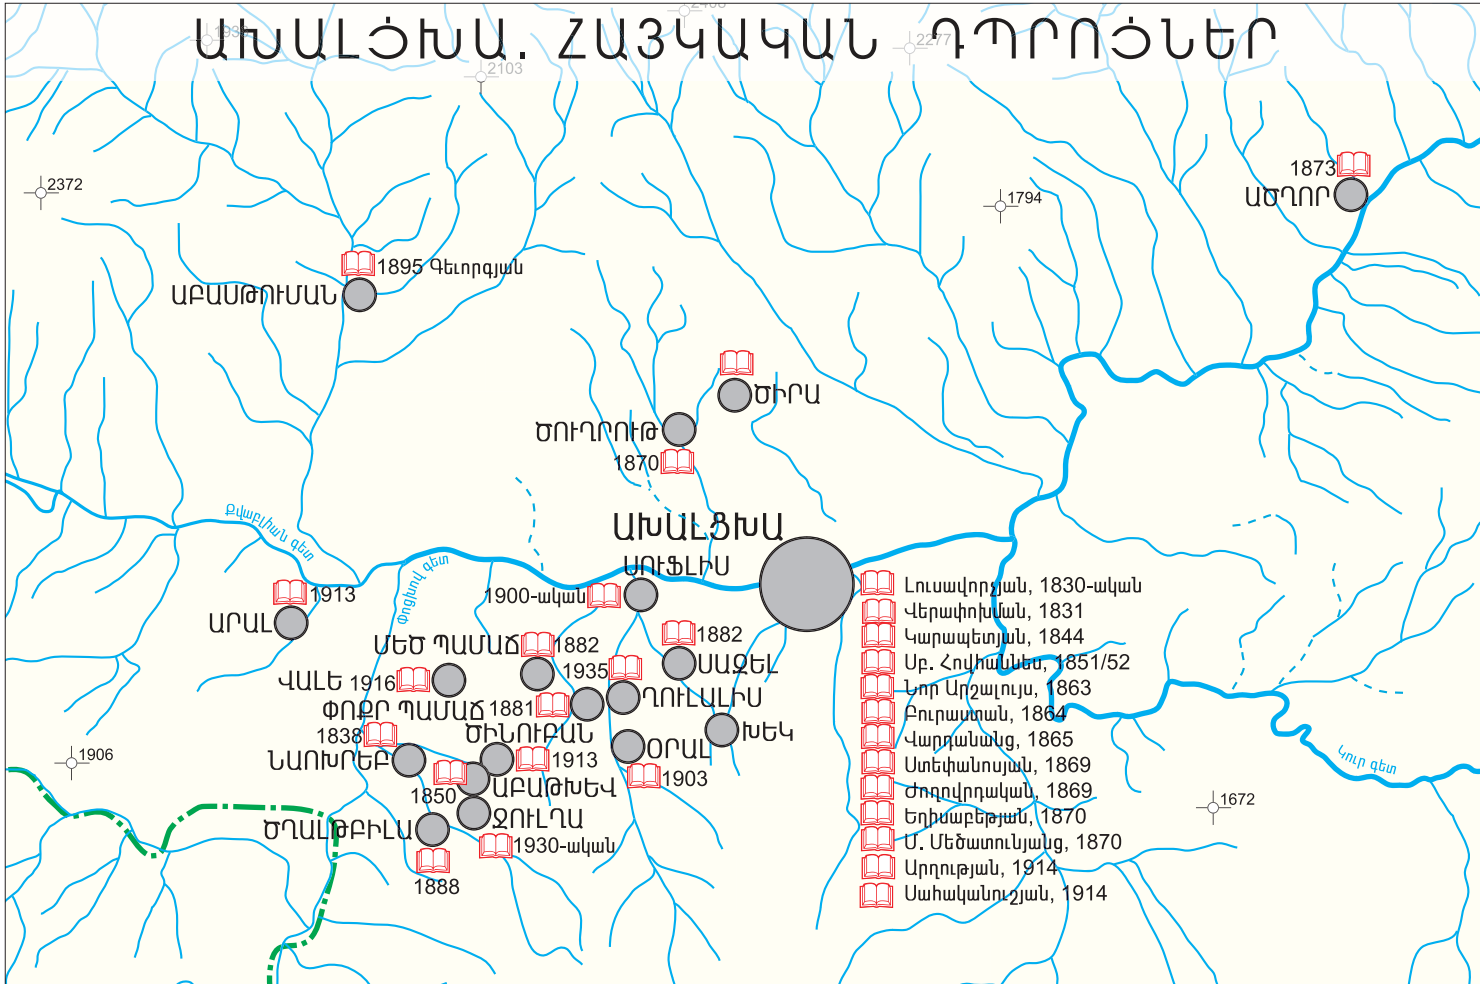 ԱԽԱԼՑԽԱ. ՀԱՅԿԱԿԱՆ ԴՊՐՈՑՆԵՐ
2277
2103
2372
1794
1873
ԱԾՂՈՐ
1895 Գեւորգյան
ԱԲԱՍԹՈՒՄԱՆ
ԾԻՐԱ
ԾՈՒՂՐՈՒԹ
1870
ԱԽԱԼՑԽԱ
Քվաբլիան գետ
Փոցխով գետ
ՍՈՒՖԼԻՍ
1900-ական
1913
ԱՐԱԼ
ՄԵԾ ՊԱՄԱՃ
1882
1882
ՍԱԶԵԼ
1935
ՎԱԼԵ 1916
ՂՈՒԼԱԼԻՍ
ՓՈՔՐ ՊԱՄԱՃ 1881
1838
ԾԻՆՈՒԲԱՆ
ԽԵԿ
ՕՐԱԼ
ՆԱՈԽՐԵԲ
1913
1903
1850
ԱԲԱԹԽԵՎ
ՋՈՒԼՂԱ
ԾՂԱԼԹԲԻԼԱ
1930-ական
1888
1906
Լուսավորչյան, 1830-ական
Վերափոխման, 1831
Կարապետյան, 1844
Սբ. Հովհաննես, 1851/52
Նոր Արշալույս, 1863
Բուրաստան, 1864
Վարդանանց, 1865
Ստեփանոսյան, 1869
Ժողովրդական, 1869
Եղիսաբեթյան, 1870
Մ. Մեծատունյանց, 1870
Արղության, 1914
Սահականուշյան, 1914
Կուր գետ
1672